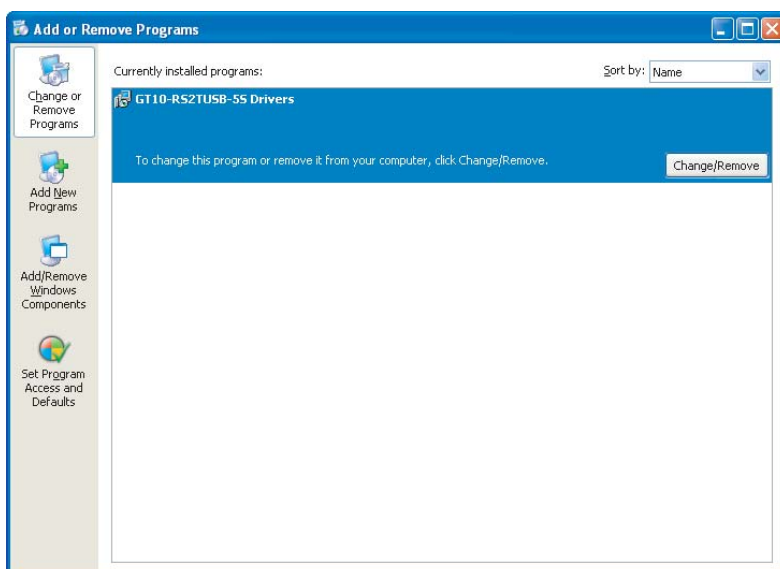 Add or Remove Programs
Change or
Remove
Programs
Add New
Programs
Add/Remove
Windows
Components
Set Program
Access and
Defaults
Currently installed programs:
Sort by:
Name
GT10-RS2TUSB-5S Drivers
To change this program or remove it from your computer, click Change/Remove.
Change/Remove